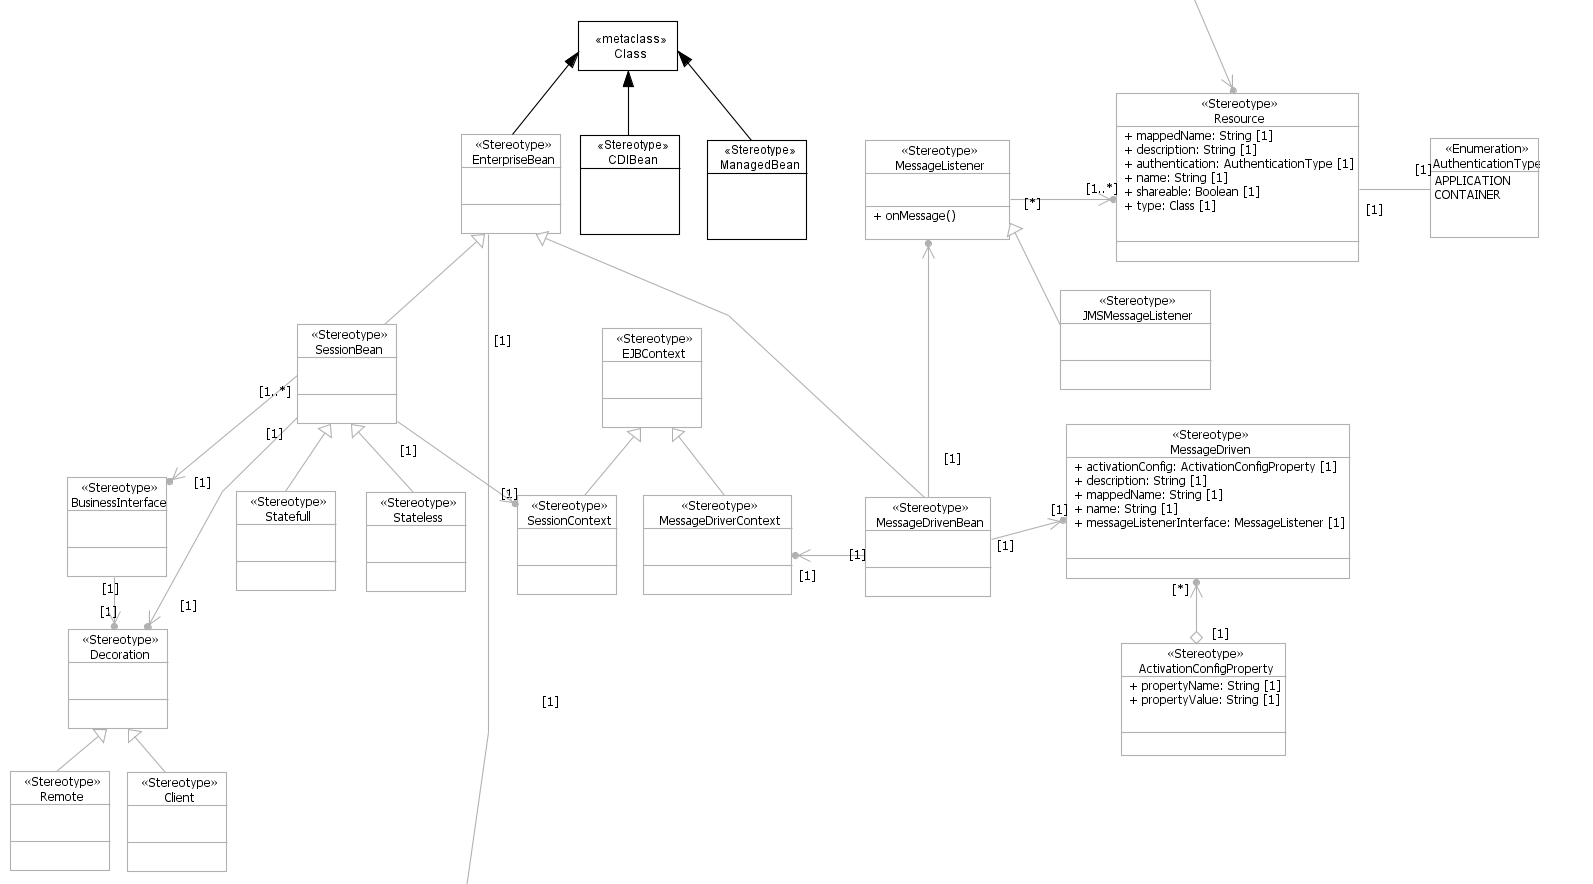 «metaclass»
Class
«Stereotype»
EnterpriseBean
«Stereotype»
CDIBean
«Stereotype»
ManagedBean
«Stereotype»
MessageListener
+ onMessage()
«Stereotype»
Resource
+ mappedName: String [1]
+ description: String [1]
+ authentication: AuthenticationType [1]
+ name: String [1]
+ shareable: Boolean [1]
+ type: Class [1]
«Enumeration»
AuthenticationType
APPLICATION
CONTAINER
[1]
[1]
[1..*]
[*]
«Stereotype»
JMSMessageListener
«Stereotype»
SessionBean
[1]
«Stereotype»
EJBContext
[1..*]
[1]
[1]
[1]
[1]
[1]
«Stereotype»
BusinessInterface
«Stereotype»
Statefull
«Stereotype»
Stateless
«Stereotype»
SessionContext
«Stereotype»
MessageDriverContext
«Stereotype»
MessageDrivenBean
«Stereotype»
MessageDriven
+ activationConfig: ActivationConfigProperty [1]
+ description: String [1]
+ mappedName: String [1]
+ name: String [1]
+ messageListenerInterface: MessageListener [1]
[1]
[1]
[1]
[1]
[1]
[1]
[1]
[*]
[1]
«Stereotype»
Decoration
«Stereotype»
ActivationConfigProperty
+ propertyName: String [1]
+ propertyValue: String [1]
[1]
«Stereotype»
Remote
«Stereotype»
Client